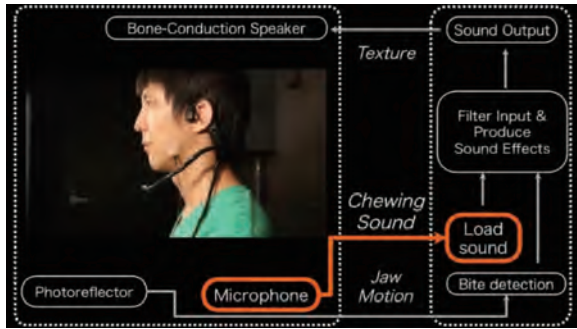 Bone-Conduction Speaker
Sound Output
Texture
Filter Input &
Produce
Sound Effects
Chewing
Sound
Load
sound
Photoreflector
Microphone
Jaw
Motion
Bite detection